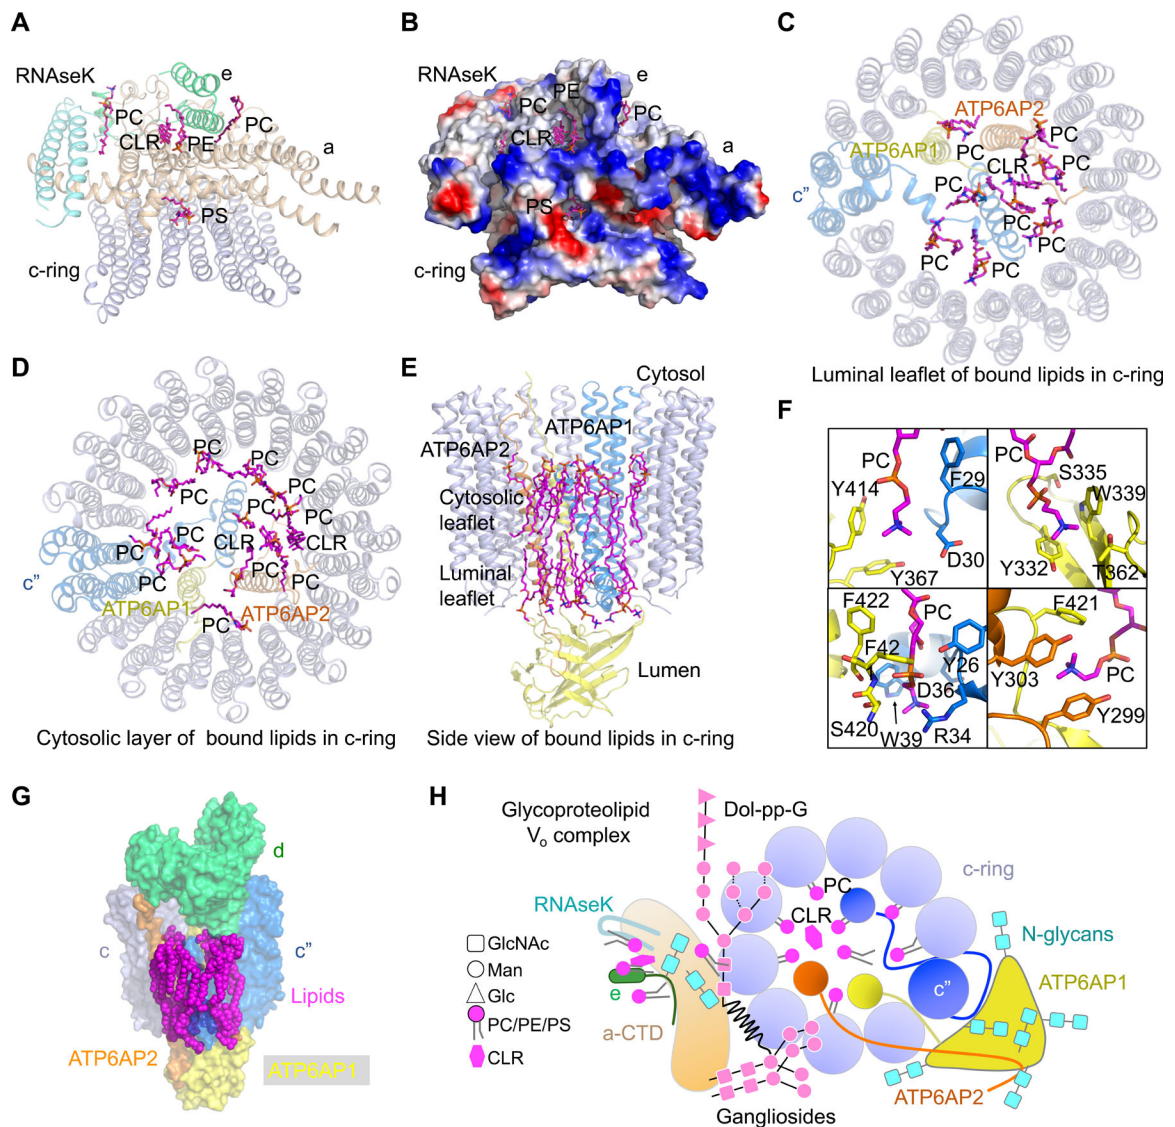 A
RNAseK
e
PC
CLR
PE
PC
a
PS
c-ring
B
RNAseK
e
PE
PC
PC
CLR
a
PS
c-ring
C
ATP6AP2
PC
PC
ATP6AP1
CLR
PC
PC
c”
PC
PC
PC
PC
Luminal leaflet of bound lipids in c-ring
D
PC
PC
PC
PC
PC
PC
CLR
CLR
PC
PC
c”
ATP6AP1
ATP6AP2
PC
Cytosolic layer of bound lipids in c-ring
E
Cytosol
ATP6AP1
ATP6AP2
Cytosolic
leaflet
Luminal
leaflet
Lumen
Side view of bound lipids in c-ring
F
PC
F29
Y414
D30
Y367
PC
S335
W339
Y332
T362
F422
PC
F42
Y26
D36
S420
W39
R34
F421
Y303
PC
Y299
G
d
c
c”
Lipids
ATP6AP2
ATP6AP1
H
Glycoproteolipid
Vo complex
Dol-pp-G
c-ring
PC
RNAseK
CLR
N-glycans
GlcNAc
Man
Glc
PC/PE/PS
CLR
e
a-CTD
c”
ATP6AP1
ATP6AP2
Gangliosides